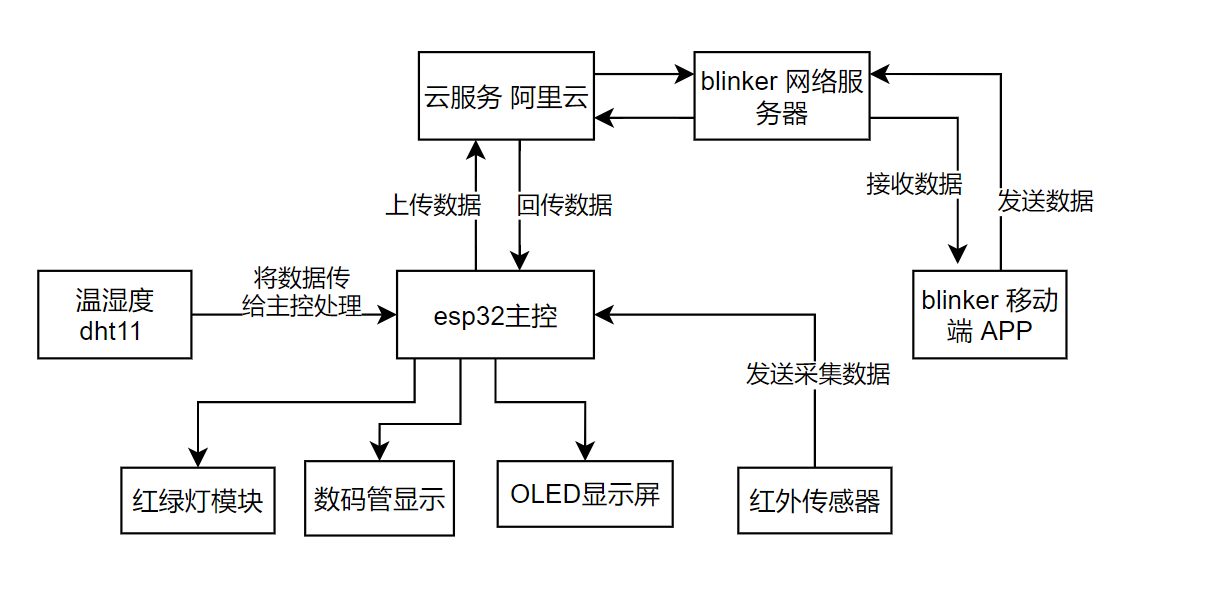 云服务 阿里云
blinker 网络服
务器
上传数据
回传数据
接收数据
发送数据
温湿度
dht11
将数据传
给主控处理
esp32主控
blinker 移动
端 APP
发送采集数据
红绿灯模块
数码管显示
OLED显示屏
红外传感器